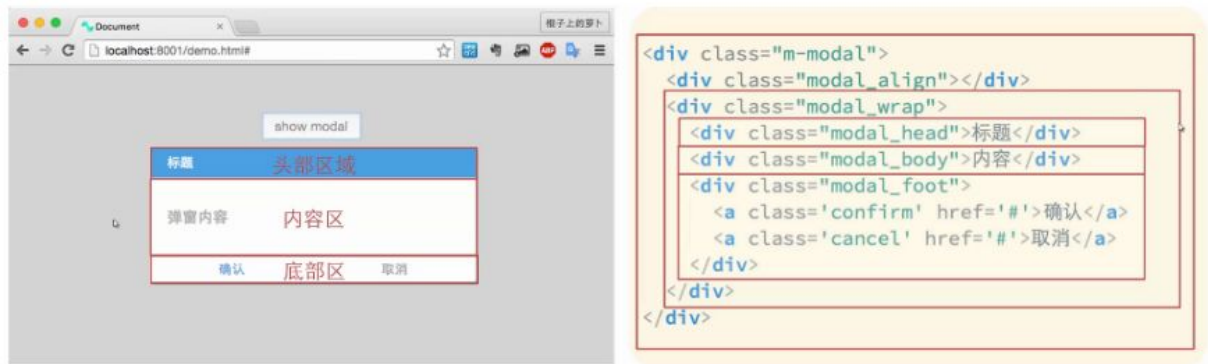 Document
根子上的萝卜
localhost:8001/demo.html#
ABP
show modal
标题 头部区域
弹窗内容 内容区
确认 底部区 取消
<div class="m-modal">
<div class="modal_align"></div>
<div class="modal_wrap">
<div class="modal_head">标题</div>
<div class="modal_body">内容</div>
<div class="modal_foot">
<a class='confirm' href='#'>确认</a>
<a class='cancel' href='#'>取消</a>
</div>
</div>
</div>